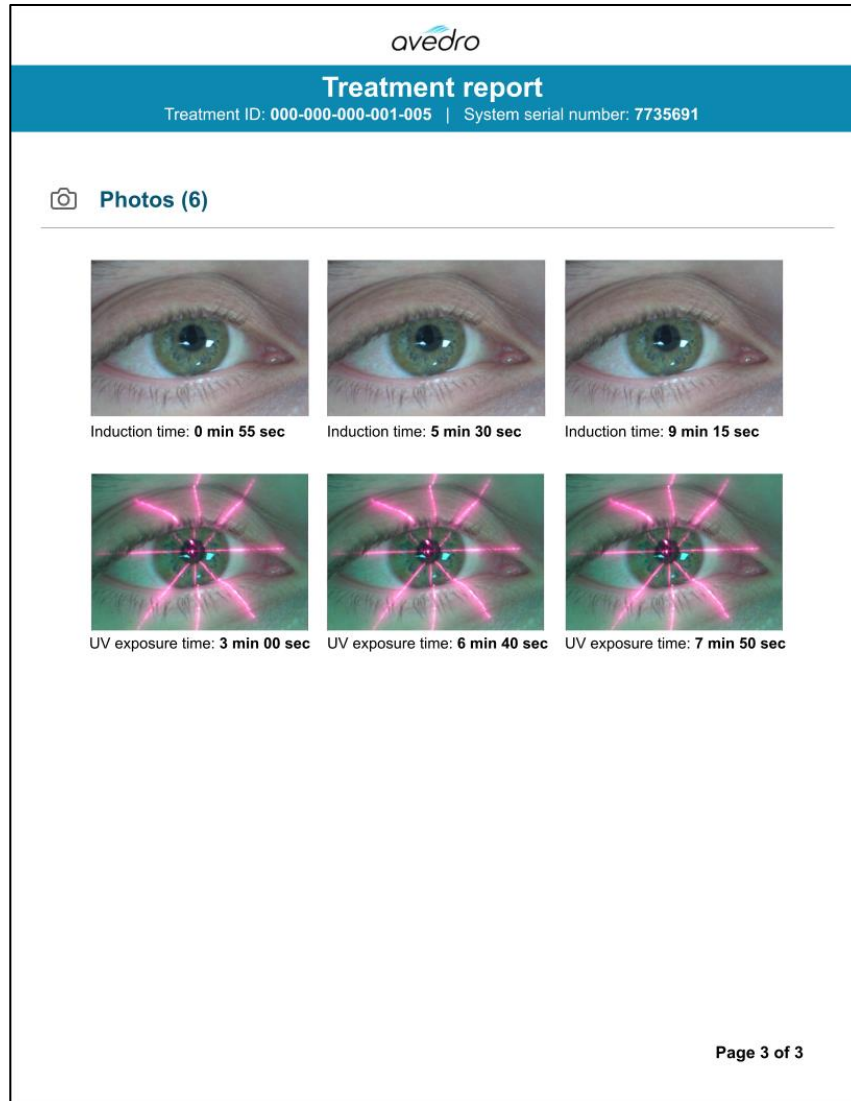 avedro
Treatment report
Treatment ID: 000-000-000-001-005 | System serial number: 7735691
Photos (6)
Induction time: 0 min 55 sec
Induction time: 5 min 30 sec
Induction time: 9 min 15 sec
UV exposure time: 3 min 00 sec
UV exposure time: 6 min 40 sec
UV exposure time: 7 min 50 sec
Page 3 of 3